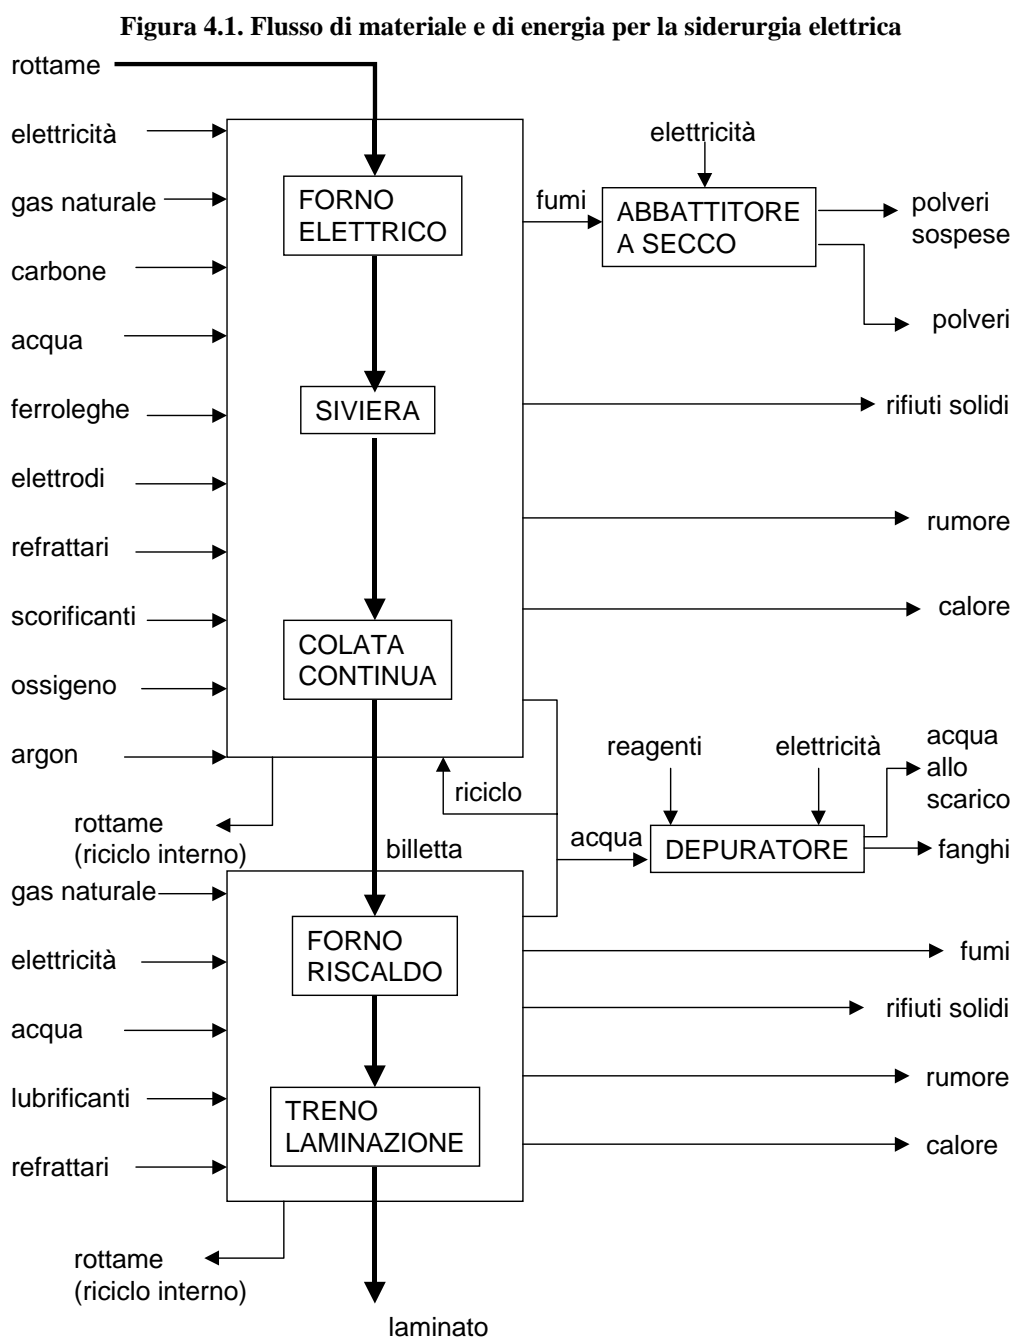 Figura 4.1. Flusso di materiale e di energia per la siderurgia elettrica
rottame
elettricità
elettricità
gas naturale
FORNO
ELETTRICO
fumi
ABBATTITORE
A SECCO
polveri
sospese
carbone
acqua
polveri
ferroleghe
SIVIERA
rifiuti solidi
elettrodi
refrattari
rumore
scorificanti
calore
COLATA
CONTINUA
ossigeno
argon
reagenti
elettricità
acqua
allo
scarico
riciclo
rottame
(riciclo interno)
billetta
acqua
DEPURATORE
fanghi
gas naturale
elettricità
FORNO
RISCALDO
fumi
rifiuti solidi
acqua
rumore
lubrificanti
TRENO
LAMINAZIONE
calore
refrattari
rottame
(riciclo interno)
laminato